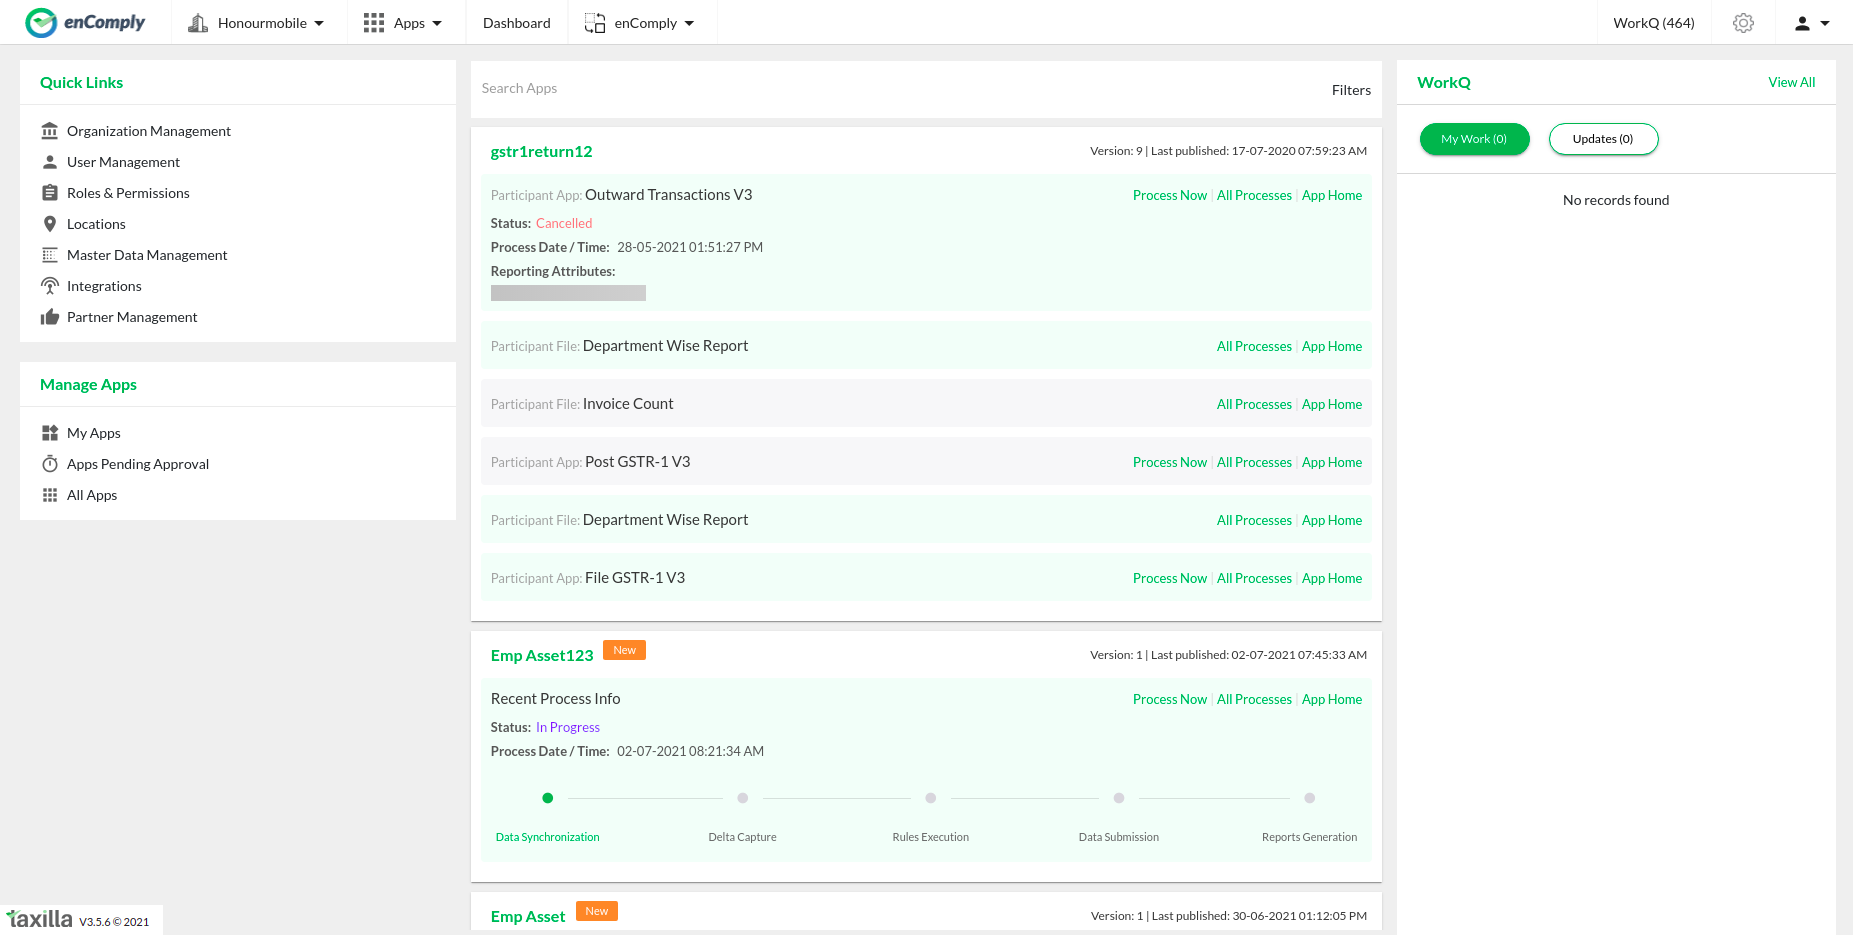 enComply
Honourmobile
Apps
Dashboard
enComply
WorkQ (464)
Quick Links
Organization Management
User Management
Roles & Permissions
Locations
Master Data Management
Integrations
Partner Management
Manage Apps
My Apps
Apps Pending Approval
All Apps
Search Apps
Filters
gstr1return12
Version: 9 | Last published: 17-07-2020 07:59:23 AM
Participant App: Outward Transactions V3
Process Now | All Processes | App Home
Status: Cancelled
Process Date / Time: 28-05-2021 01:51:27 PM
Reporting Attributes:
Participant File: Department Wise Report
All Processes | App Home
Participant File: Invoice Count
All Processes | App Home
Participant App: Post GSTR-1 V3
Process Now | All Processes | App Home
Participant File: Department Wise Report
All Processes | App Home
Participant App: File GSTR-1 V3
Process Now | All Processes | App Home
Emp Asset123
New
Version: 1 | Last published: 02-07-2021 07:45:33 AM
Recent Process Info
Process Now | All Processes | App Home
Status: In Progress
Process Date / Time: 02-07-2021 08:21:34 AM
Data Synchronization
Delta Capture
Rules Execution
Data Submission
Reports Generation
Emp Asset
New
Version: 1 | Last published: 30-06-2021 01:12:05 PM
WorkQ
View All
My Work (0)
Updates (0)
No records found
taxilla V3.5.6 © 2021